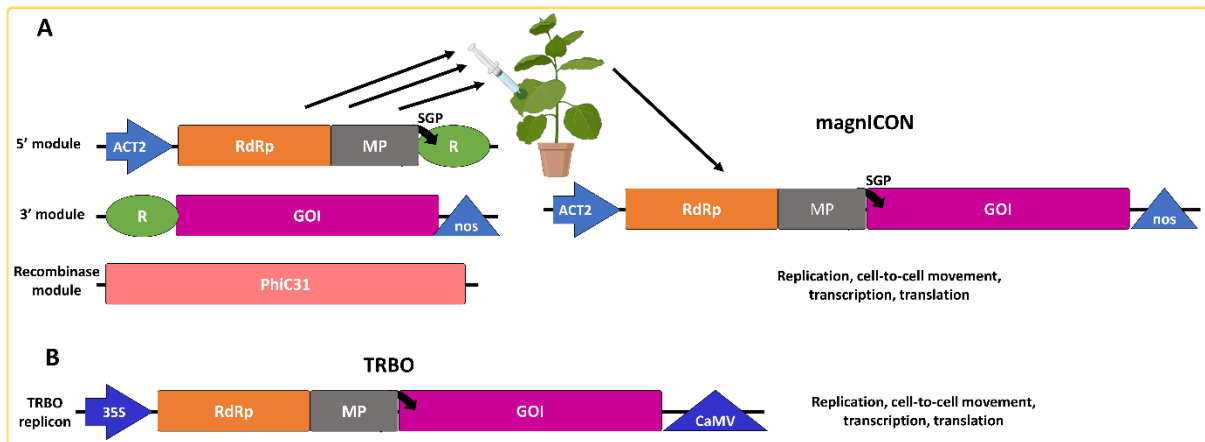 A
SGP
5’ module
ACT2
RdRp
MP
R
magnICON
3’ module
R
GOI
nos
SGP
ACT2
RdRp
MP
GOI
nos
Recombinase
module
PhiC31
Replication, cell-to-cell movement,
transcription, translation
B
TRBO
TRBO
replicon
35S
RdRp
MP
GOI
CaMV
Replication, cell-to-cell movement,
transcription, translation